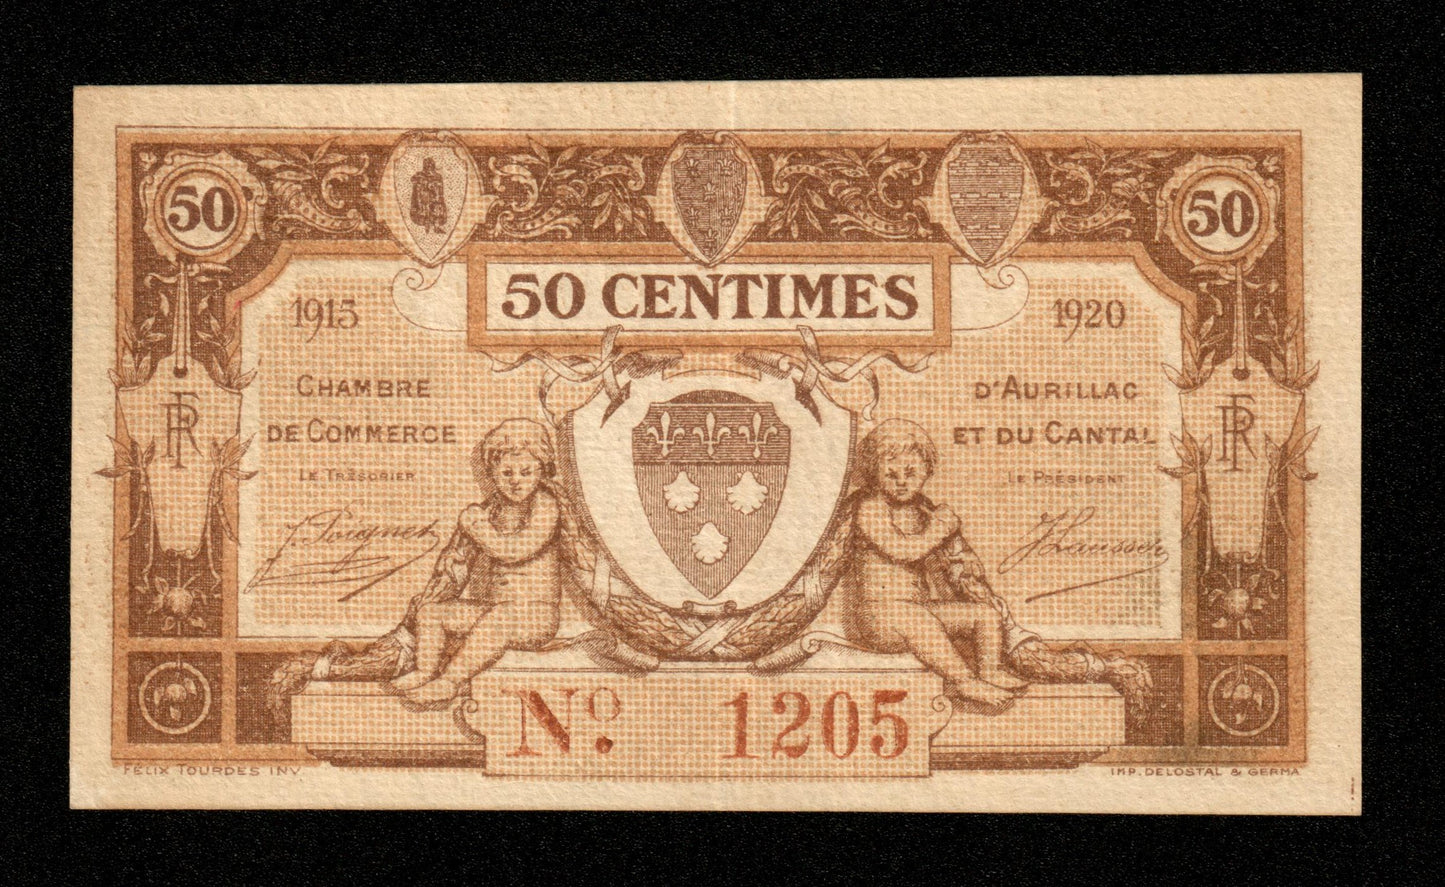 50
50
50 CENTIMES
1915
1920
CHAMBRE
DE COMMERCE
D'AURILLAC
ET DU CANTAL
LE TRÉSORIER
LE PRÉSIDENT
RF
RF
No. 1205
FÉLIX TOURDES INV
IMP. DELOSTAL & GERMA